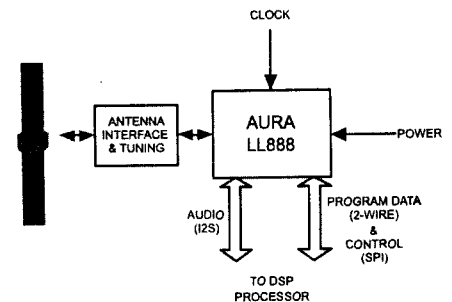 CLOCK
ANTENNA
INTERFACE
& TUNING
AURA
LL888
POWER
AUDIO
(I2S)
PROGRAM DATA
(2-WIRE)
&
CONTROL
(SPI)
TO DSP
PROCESSOR